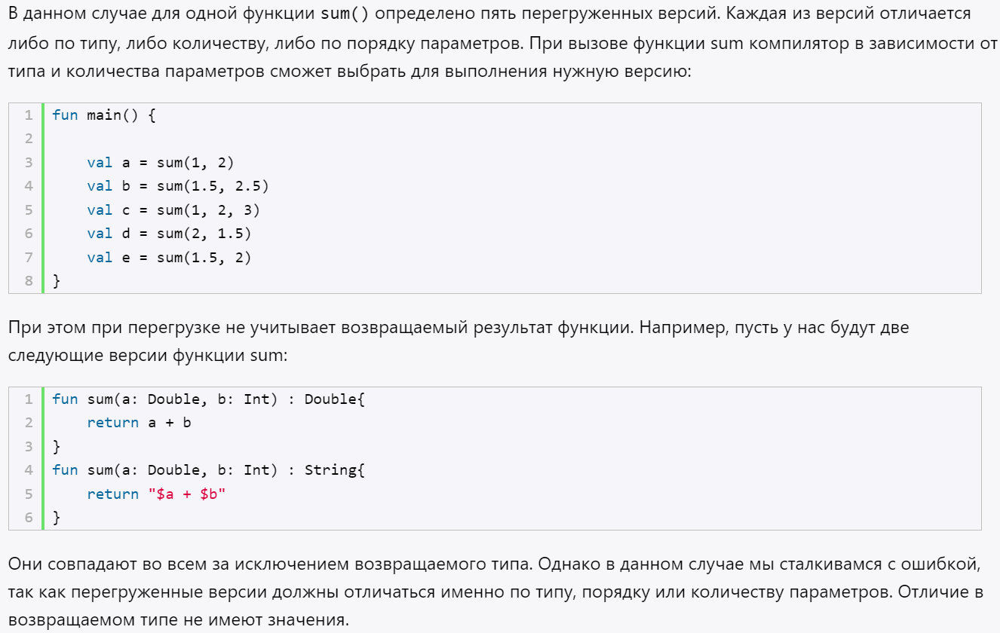 В данном случае для одной функции sum() определено пять перегруженных версий. Каждая из версий отличается
либо по типу, либо количеству, либо по порядку параметров. При вызове функции sum компилятор в зависимости от
типа и количества параметров сможет выбрать для выполнения нужную версию:
1 fun main() {
2
3     val a = sum(1, 2)
4     val b = sum(1.5, 2.5)
5     val c = sum(1, 2, 3)
6     val d = sum(2, 1.5)
7     val e = sum(1.5, 2)
8 }
При этом при перегрузке не учитывает возвращаемый результат функции. Например, пусть у нас будут две
следующие версии функции sum:
1 fun sum(a: Double, b: Int) : Double{
2     return a + b
3 }
4 fun sum(a: Double, b: Int) : String{
5     return "$a + $b"
6 }
Они совпадают во всем за исключением возвращаемого типа. Однако в данном случае мы сталкивамся с ошибкой,
так как перегруженные версии должны отличаться именно по типу, порядку или количеству параметров. Отличие в
возвращаемом типе не имеют значения.